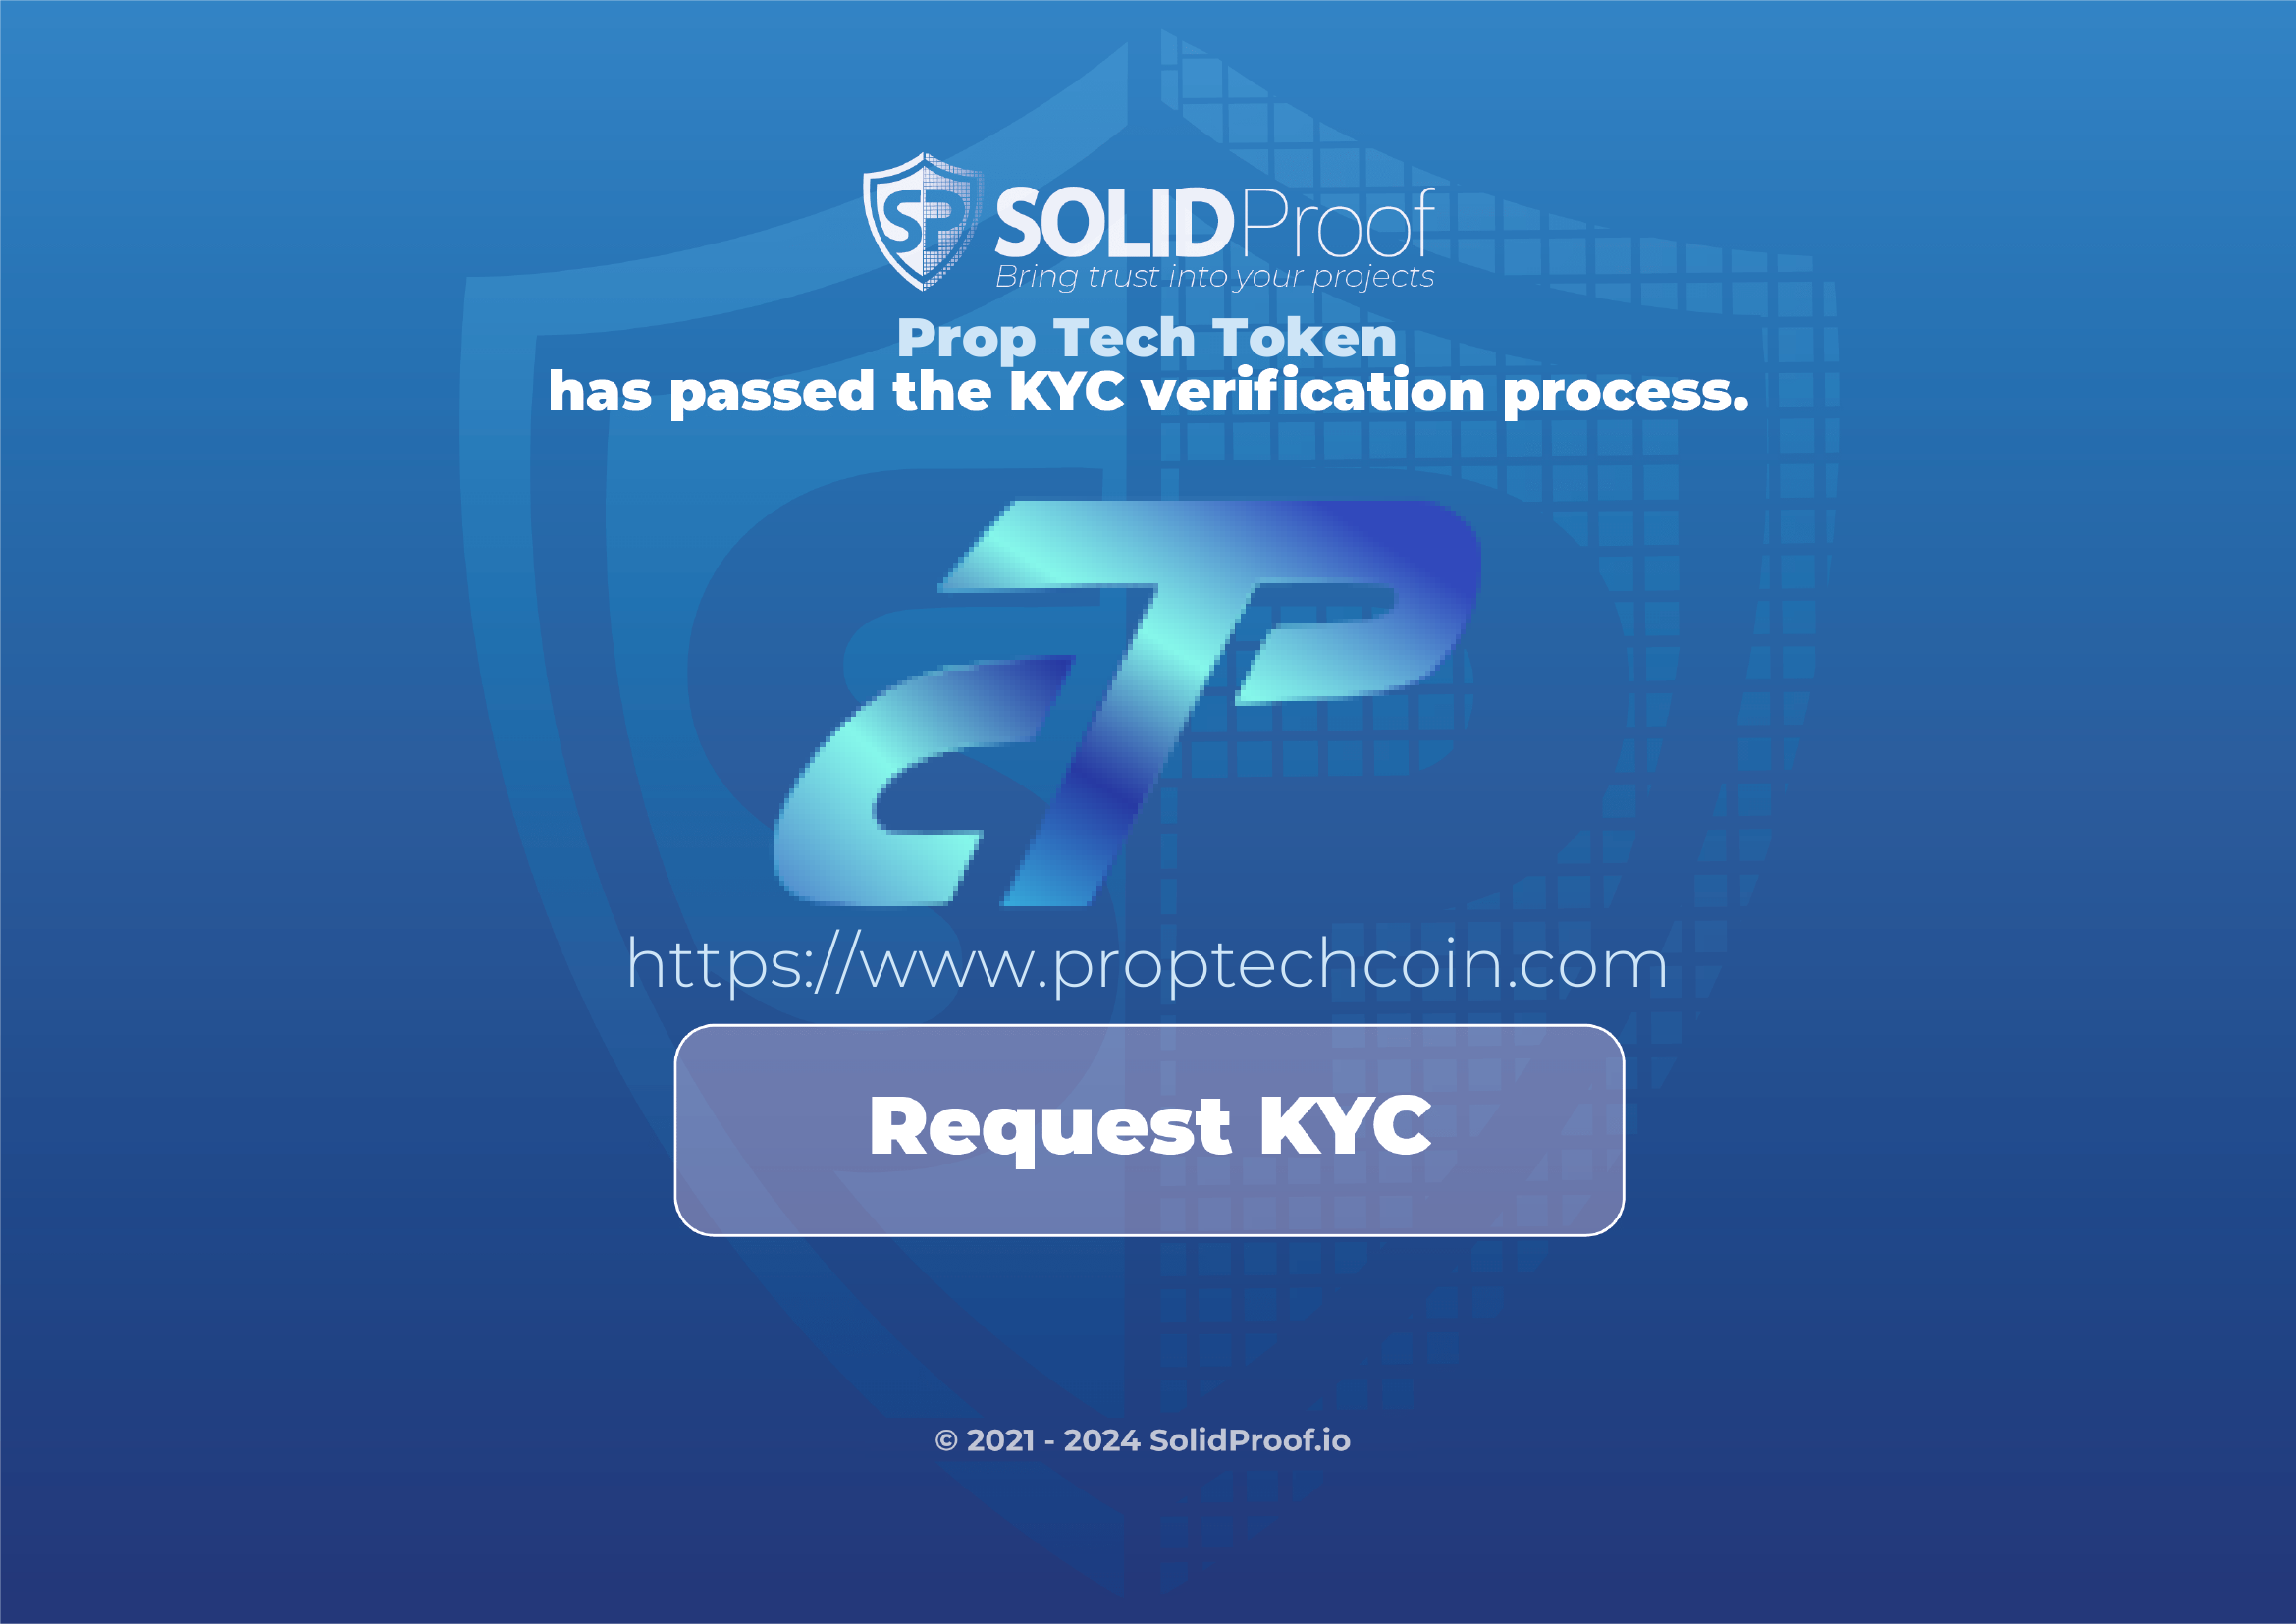 SP SOLIDProof
Bring trust into your projects
Prop Tech Token
has passed the KYC verification process.
cTP
https://www.proptechcoin.com
Request KYC
© 2021 - 2024 SolidProof.io